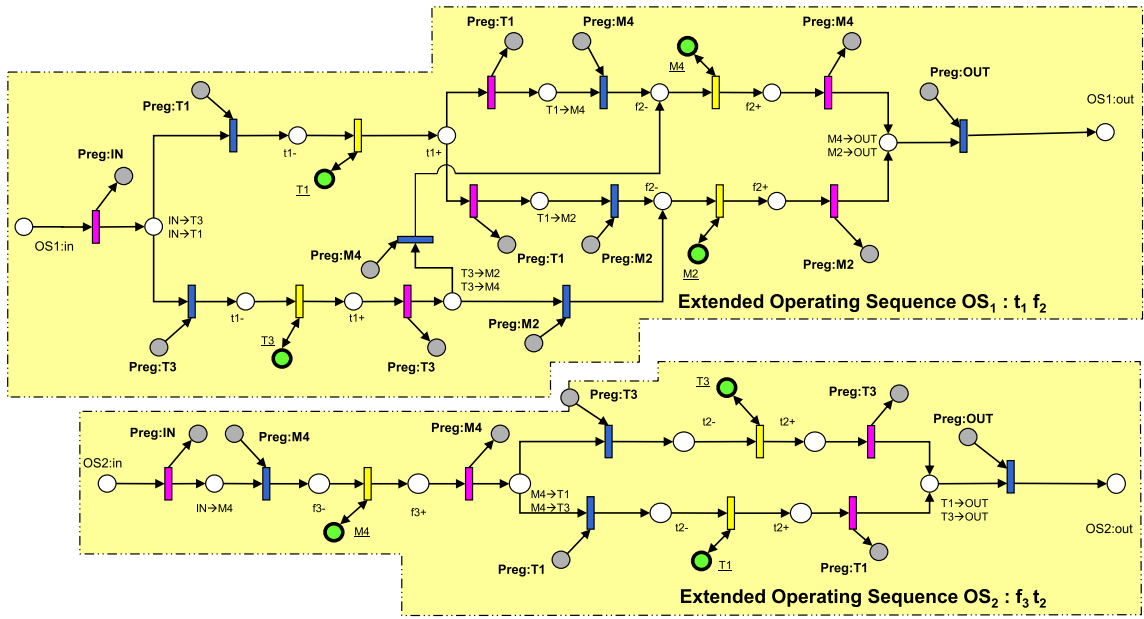 Preg:T1
Preg:M4
Preg:M4
M4
Preg:OUT
OS1:out
Preg:T1
T1→M4
f2-
f2+
t1-
t1+
M4→OUT
M2→OUT
Preg:IN
T1
f2-
f2+
OS1:in
IN→T3
IN→T1
T1→M2
Preg:M4
Preg:T1
Preg:M2
M2
Preg:M2
T3→M2
T3→M4
t1-
t1+
Extended Operating Sequence OS1 : t1 f2
Preg:M2
T3
Preg:T3
Preg:T3
Preg:T3
T3
Preg:T3
Preg:IN
Preg:M4
Preg:M4
t2-
t2+
Preg:OUT
OS2:in
M4→T1
M4→T3
IN→M4
f3-
f3+
T1→OUT
T3→OUT
t2-
t2+
OS2:out
M4
Preg:T1
T1
Preg:T1
Extended Operating Sequence OS2 : f3 t2